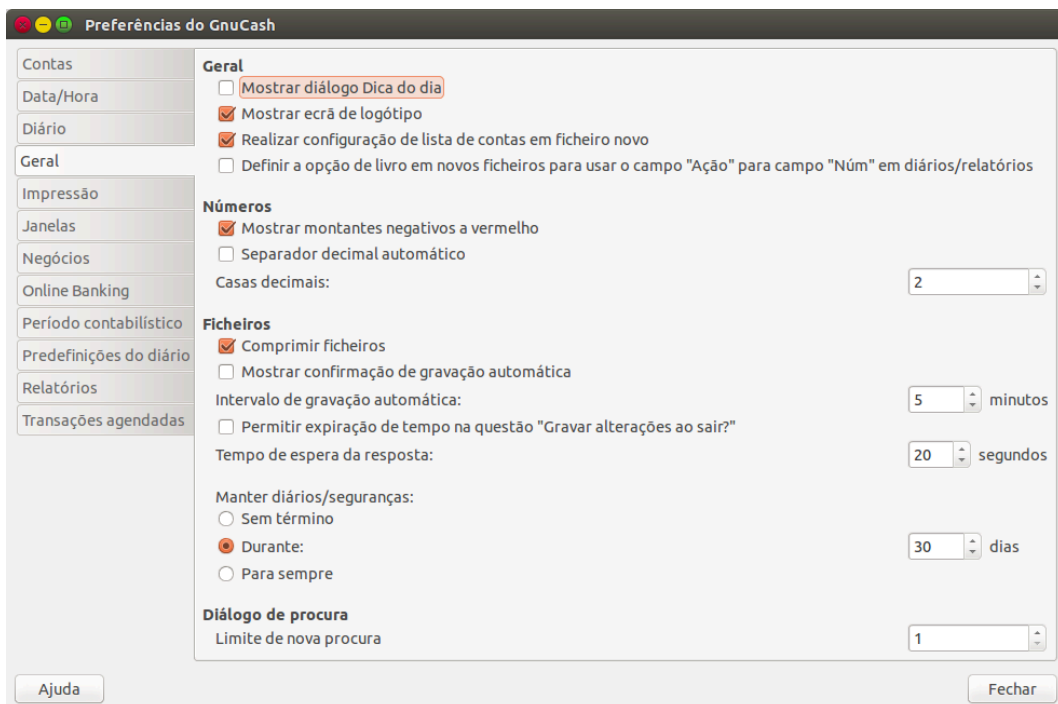 Preferências do GnuCash
Contas
Data/Hora
Diário
Geral
Impressão
Janelas
Negócios
Online Banking
Período contabilístico
Predefinições do diário
Relatórios
Transações agendadas
Geral
Mostrar diálogo Dica do dia
Mostrar ecrã de logótipo
Realizar configuração de lista de contas em ficheiro novo
Definir a opção de livro em novos ficheiros para usar o campo "Ação" para campo "Núm" em diários/relatórios
Números
Mostrar montantes negativos a vermelho
Separador decimal automático
Casas decimais: 2
Ficheiros
Comprimir ficheiros
Mostrar confirmação de gravação automática
Intervalo de gravação automática: 5 minutos
Permitir expiração de tempo na questão "Gravar alterações ao sair?"
Tempo de espera da resposta: 20 segundos
Manter diários/seguranças:
Sem término
Durante: 30 dias
Para sempre
Diálogo de procura
Limite de nova procura 1
Ajuda
Fechar